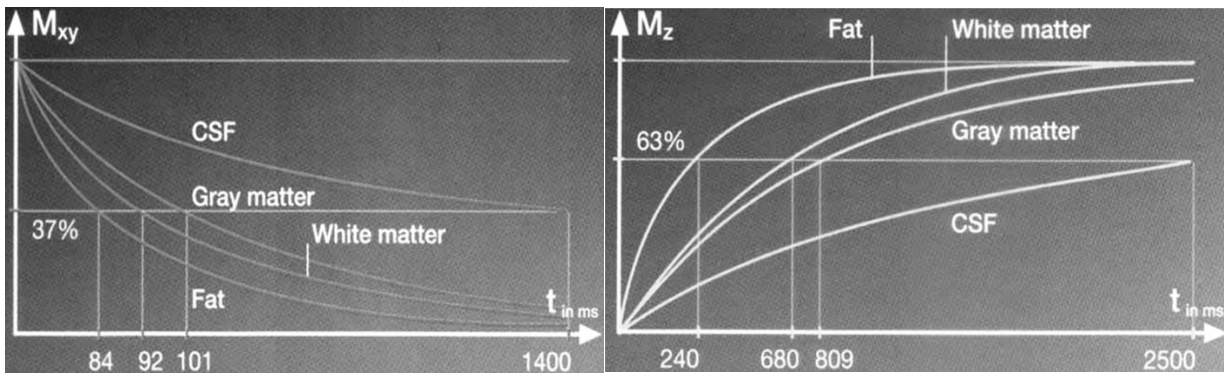 Mxy
CSF
Gray matter
37%
White matter
Fat
t in ms
84 92 101 1400
Mz
Fat White matter
63%
Gray matter
CSF
t in ms
240 680 809 2500